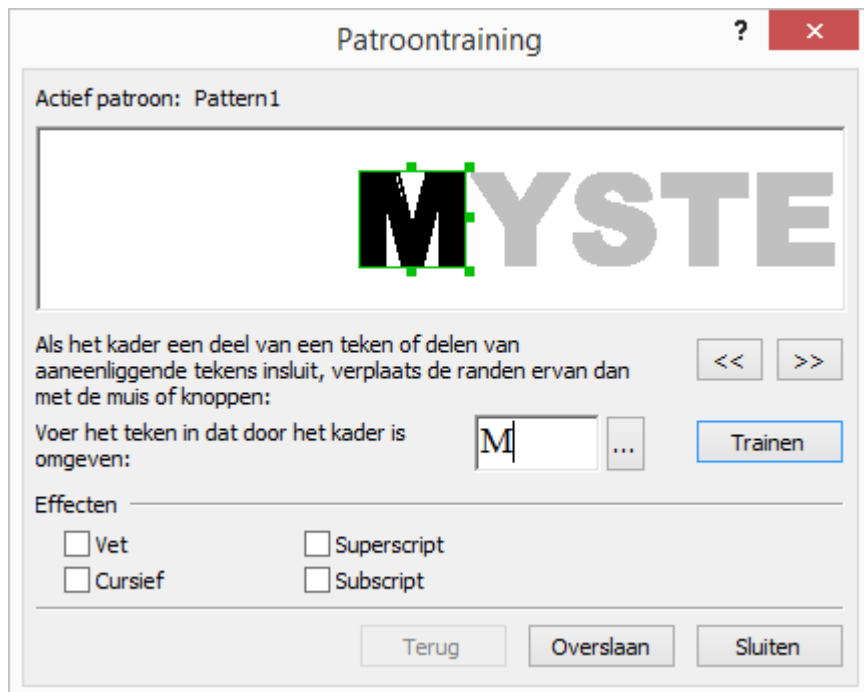 Patroontraining
?
×
Actief patroon: Pattern1
MYSTE
Als het kader een deel van een teken of delen van
aaneenliggende tekens insluit, verplaats de randen ervan dan
met de muis of knoppen:
<< >>
Voer het teken in dat door het kader is
omgeven:
M ... Trainen
Effecten
Vet Superscript
Cursief Subscript
Terug Overslaan Sluiten